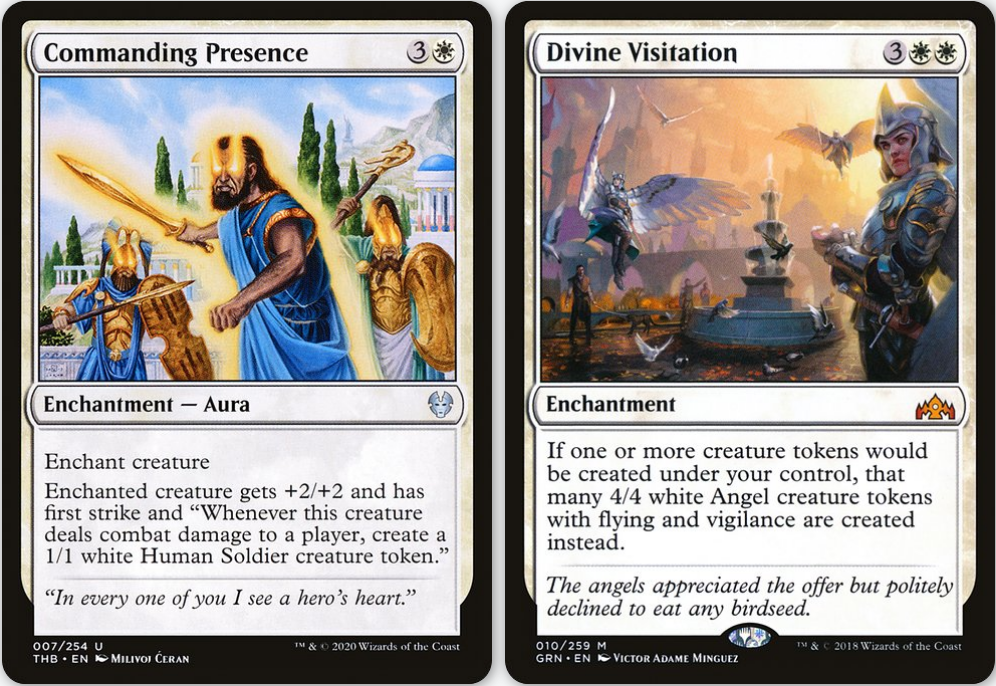 Commanding Presence 3
Enchantment — Aura
Enchant creature
Enchanted creature gets +2/+2 and has
first strike and “Whenever this creature
deals combat damage to a player, create a
1/1 white Human Soldier creature token.”
“In every one of you I see a hero’s heart.”
007/254 U
THB • EN Milivoj Ćeran
™ & © 2020 Wizards of the Coast
Divine Visitation 3
Enchantment
If one or more creature tokens would
be created under your control, that
many 4/4 white Angel creature tokens
with flying and vigilance are created
instead.
The angels appreciated the offer but politely
declined to eat any birdseed.
010/259 M
GRN • EN Victor Adame Minguez
™ & © 2018 Wizards of the Coast